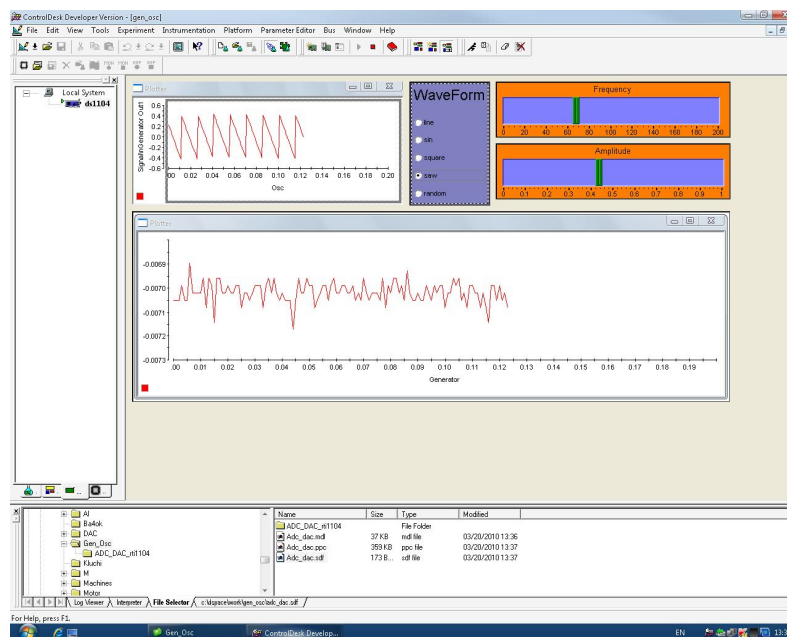 ControlDesk Developer Version - [gen_osc]
File Edit View Tools Experiment Instrumentation Platform Parameter Editor Bus Window Help
Local System
ds1104
Plotter
SignalnGenerator Out1
0.6
0.4
0.2
0.0
-0.2
-0.4
-0.6
.00 0.02 0.04 0.06 0.08 0.10 0.12 0.14 0.16 0.18 0.20
Osc
WaveForm
line
sin
square
saw
random
Frequency
0 20 40 60 80 100 120 140 160 180 200
Amplitude
0 0.1 0.2 0.3 0.4 0.5 0.6 0.7 0.8 0.9 1
Plotter
-0.0069
-0.0070
-0.0071
-0.0072
-0.0073
.00 0.01 0.02 0.03 0.04 0.05 0.06 0.07 0.08 0.09 0.10 0.11 0.12 0.13 0.14 0.15 0.16 0.17 0.18 0.19
Generator
AI
Ba4ok
DAC
Gen_Osc
ADC_DAC_rti1104
Kluchi
M
Machines
Motor
Name Size Type Modified
ADC_DAC_rti1104 File Folder
Adc_dac.mdl 37 KB mdl file 03/20/2010 13:36
Adc_dac.ppc 359 KB ppc file 03/20/2010 13:37
Adc_dac.sdf 173 B... sdf file 03/20/2010 13:37
Log Viewer Interpreter File Selector c:\dspace\work\gen_osc\adc_dac.sdf
For Help, press F1.
Gen_Osc ControlDesk Develop... EN